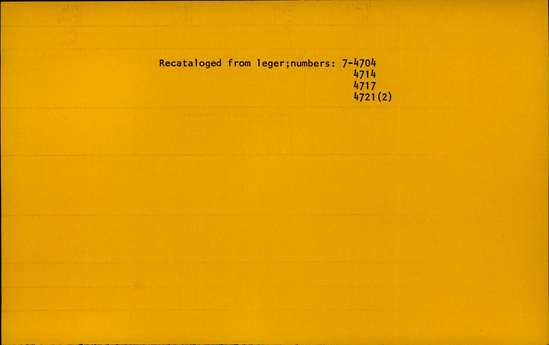 Recataloged from leger;numbers: 7-4704
4714
4717
4721(2)